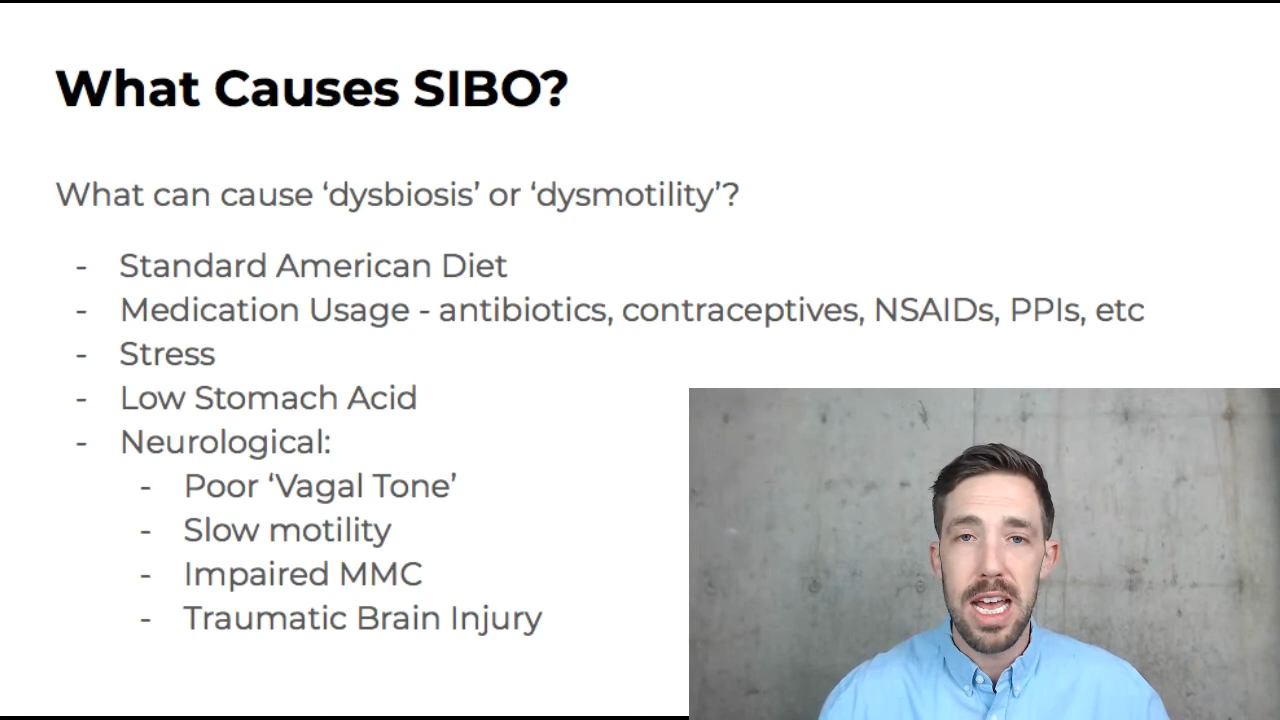 What Causes SIBO?
What can cause ‘dysbiosis’ or ‘dysmotility’?
- Standard American Diet
- Medication Usage - antibiotics, contraceptives, NSAIDs, PPIs, etc
- Stress
- Low Stomach Acid
- Neurological:
- Poor ‘Vagal Tone’
- Slow motility
- Impaired MMC
- Traumatic Brain Injury